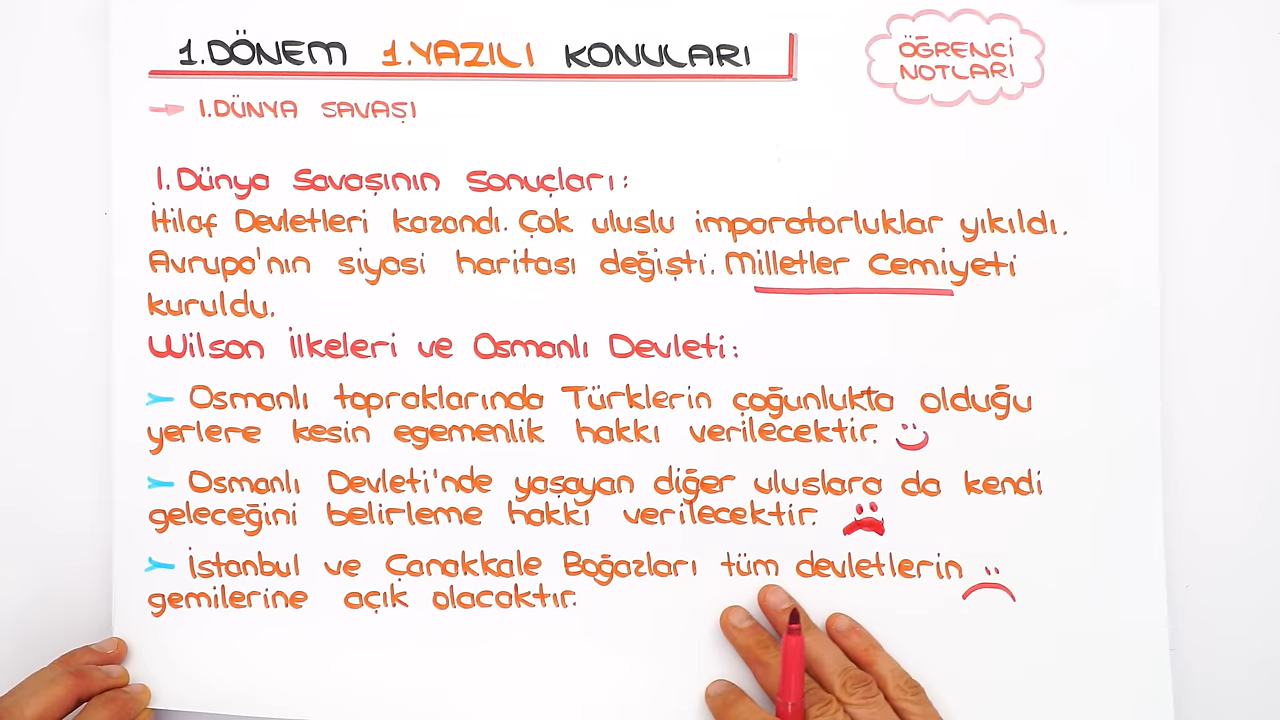 1.DÖNEM 1.YAZILI KONULARI
ÖĞRENCİ
NOTLARI
I.DÜNYA SAVAŞI
I.Dünya Savaşının Sonuçları:
İtilaf Devletleri kazandı. Çok uluslu imparatorluklar yıkıldı.
Avrupa'nın siyasi haritası değişti. Milletler Cemiyeti
kuruldu.
Wilson İlkeleri ve Osmanlı Devleti:
Osmanlı topraklarında Türklerin çoğunlukta olduğu
yerlere kesin egemenlik hakkı verilecektir.
Osmanlı Devleti'nde yaşayan diğer uluslara da kendi
geleceğini belirleme hakkı verilecektir.
İstanbul ve Çanakkale Boğazları tüm devletlerin
gemilerine açık olacaktır.